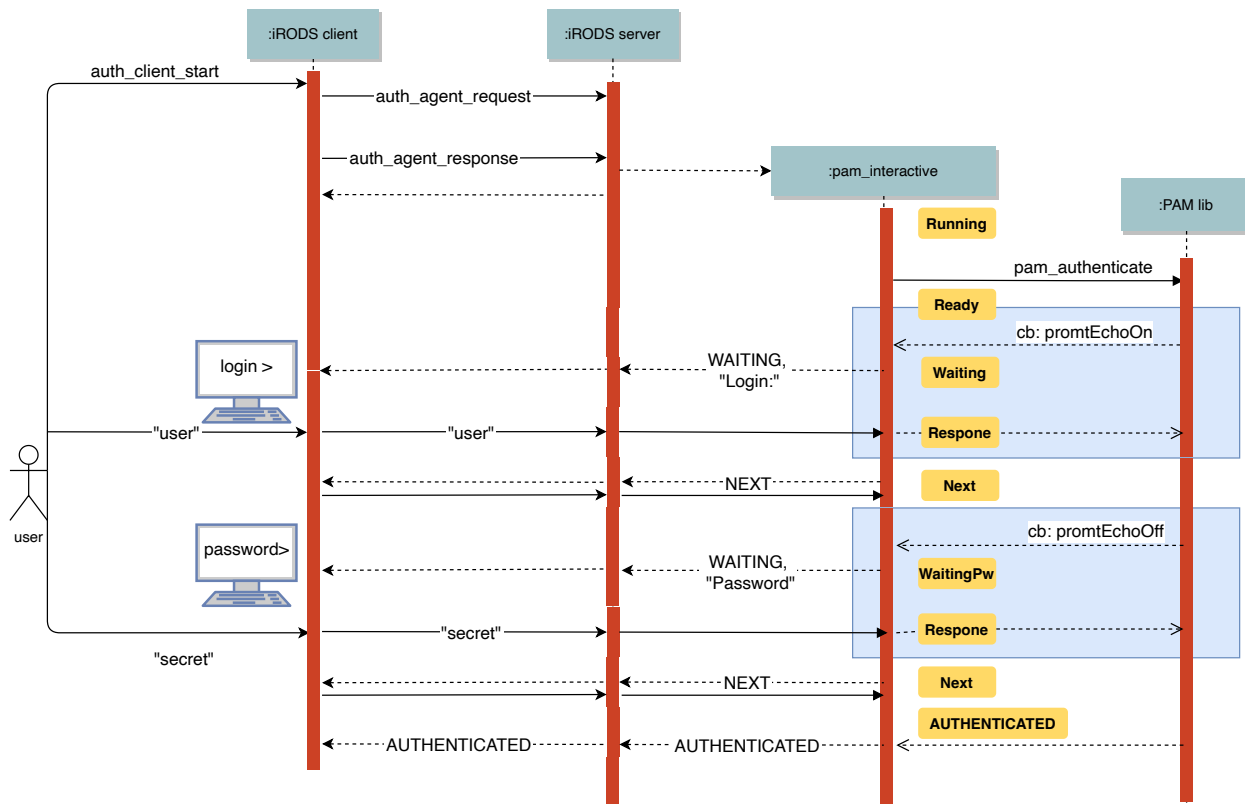 :iRODS client
:iRODS server
auth_client_start
auth_agent_request
auth_agent_response
:pam_interactive
:PAM lib
Running
pam_authenticate
Ready
cb: promtEchoOn
login >
WAITING,
"Login:"
Waiting
"user"
"user"
Respone
user
NEXT
Next
cb: promtEchoOff
password>
WAITING,
"Password"
WaitingPw
"secret"
"secret"
Respone
NEXT
Next
AUTHENTICATED
AUTHENTICATED
AUTHENTICATED